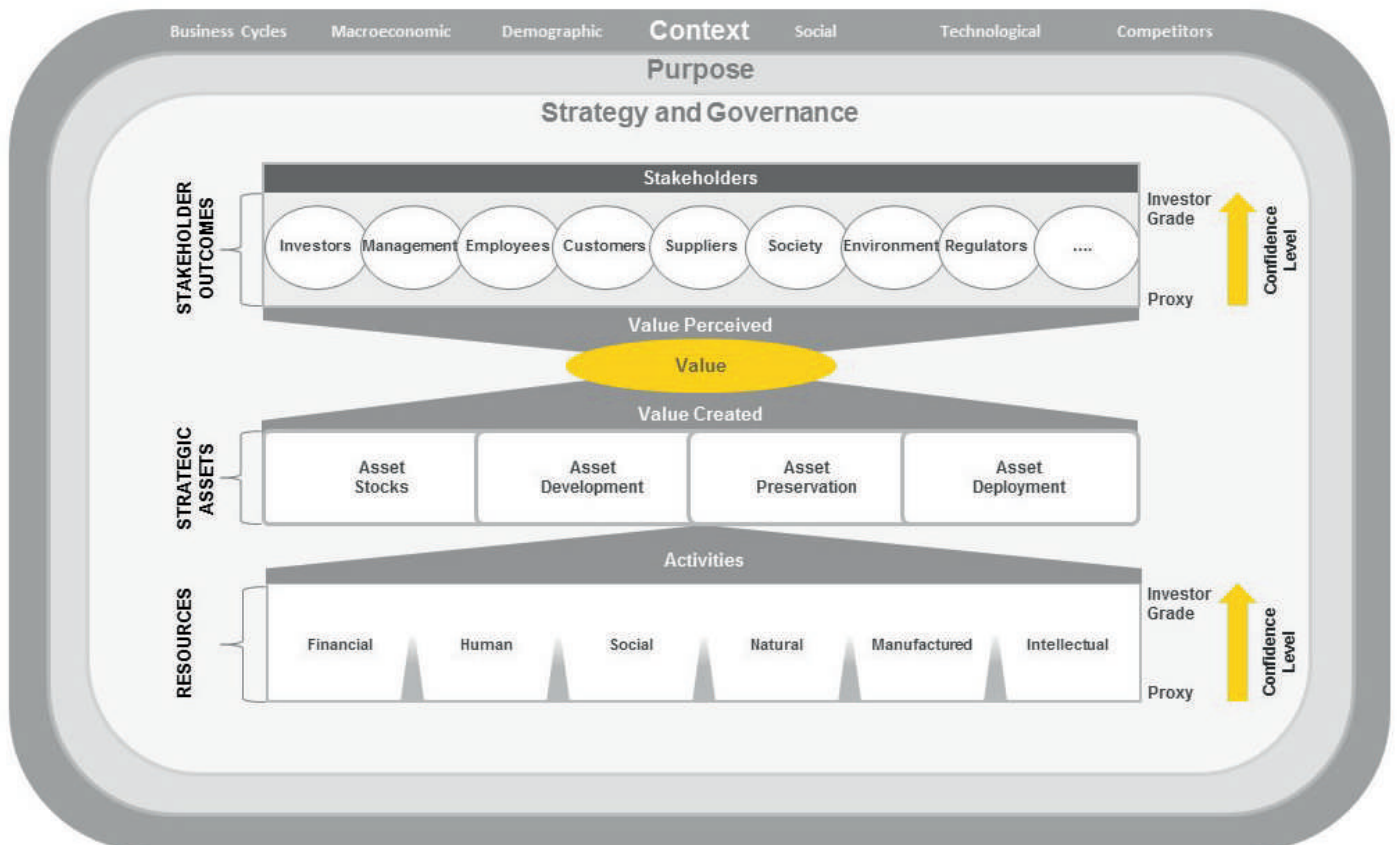 Business Cycles Macroeconomic Demographic Context Social Technological Competitors
Purpose
Strategy and Governance
STAKEHOLDER
OUTCOMES
Stakeholders
Investors Management Employees Customers Suppliers Society Environment Regulators ....
Investor
Grade
Proxy
Confidence
Level
Value Perceived
Value
Value Created
STRATEGIC
ASSETS
Asset
Stocks
Asset
Development
Asset
Preservation
Asset
Deployment
Activities
RESOURCES
Financial Human Social Natural Manufactured Intellectual
Investor
Grade
Proxy
Confidence
Level